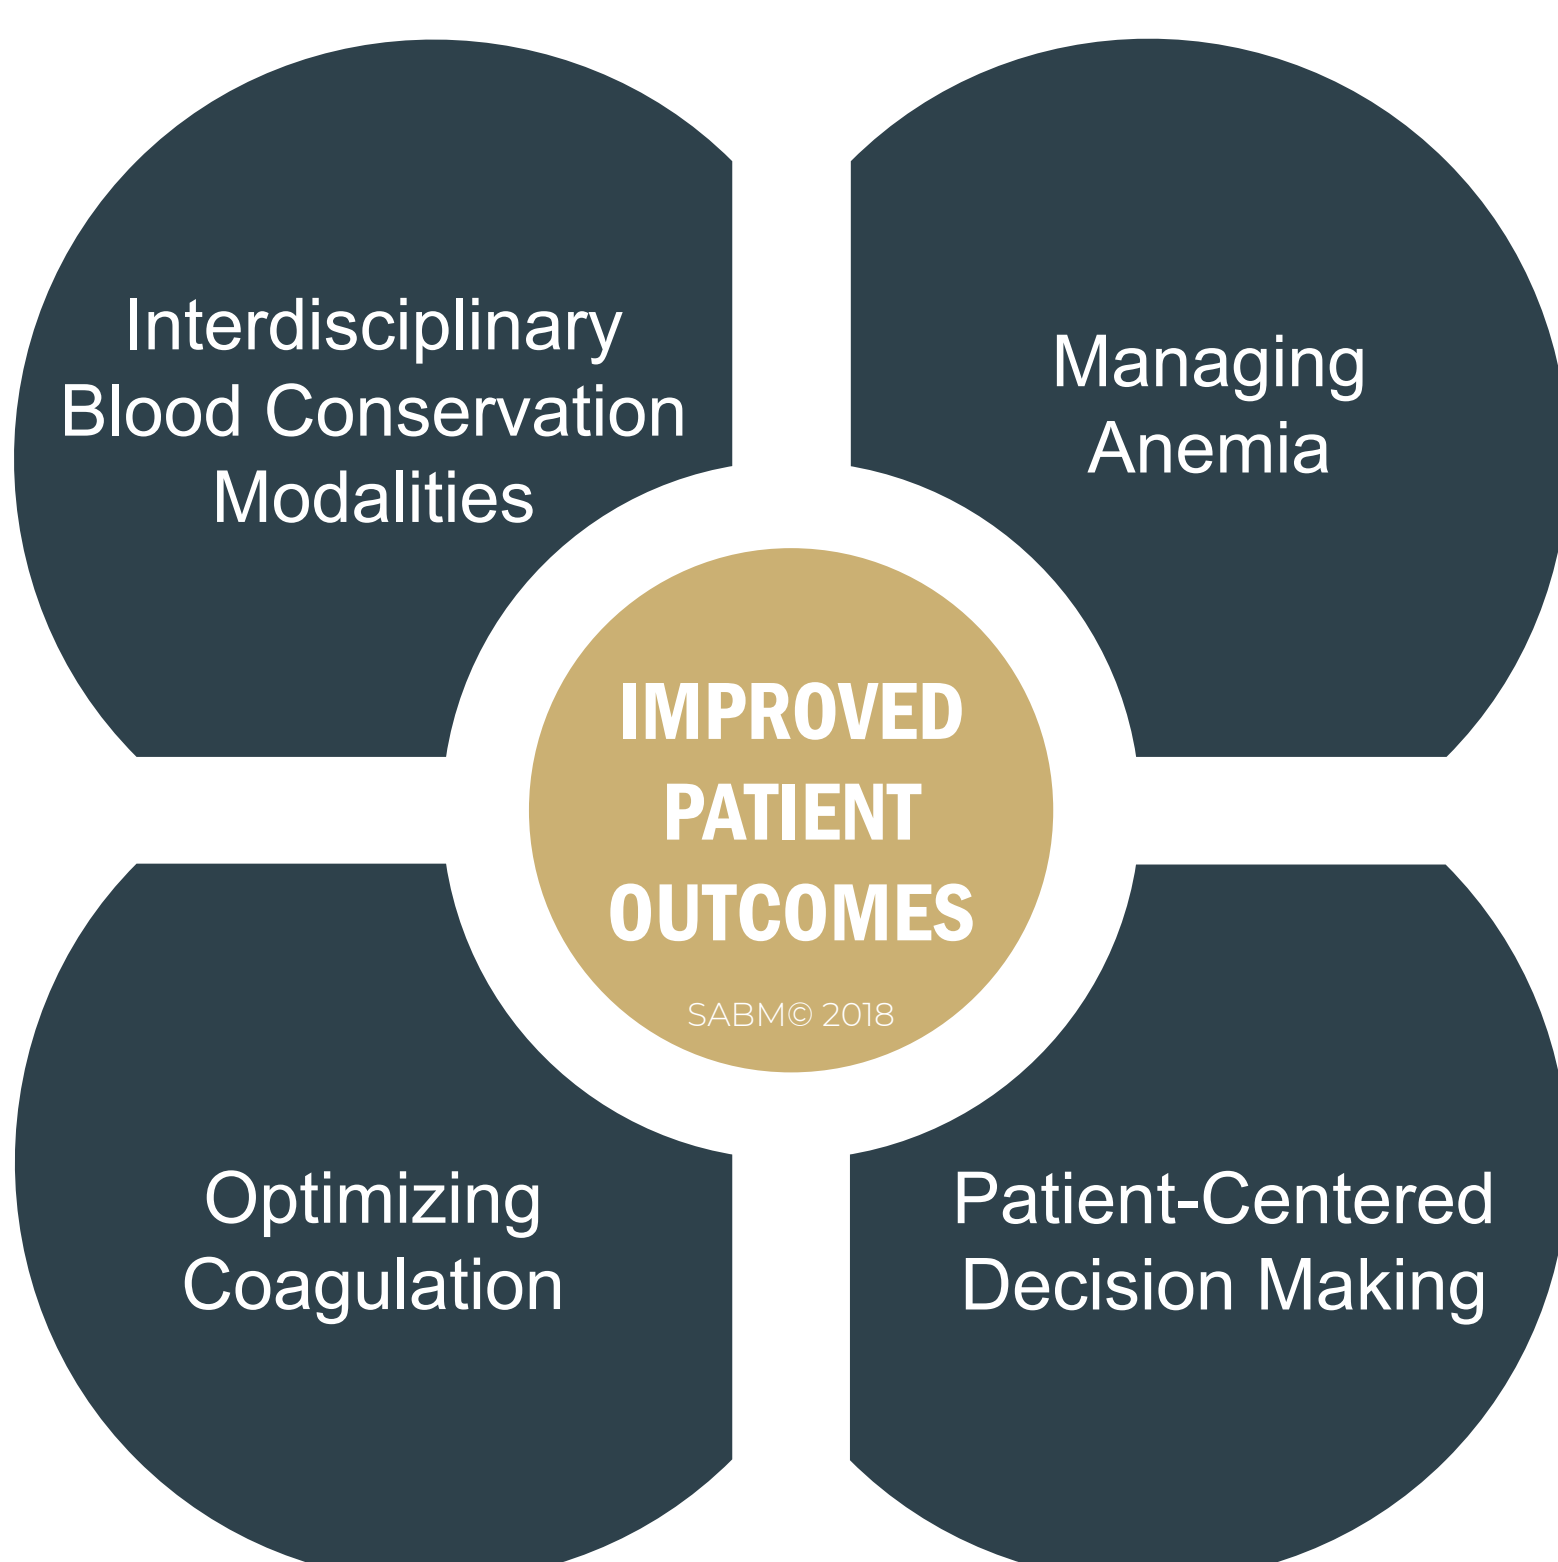 Interdisciplinary
Blood Conservation
Modalities
Managing
Anemia
IMPROVED
PATIENT
OUTCOMES
SABM© 2018
Optimizing
Coagulation
Patient-Centered
Decision Making